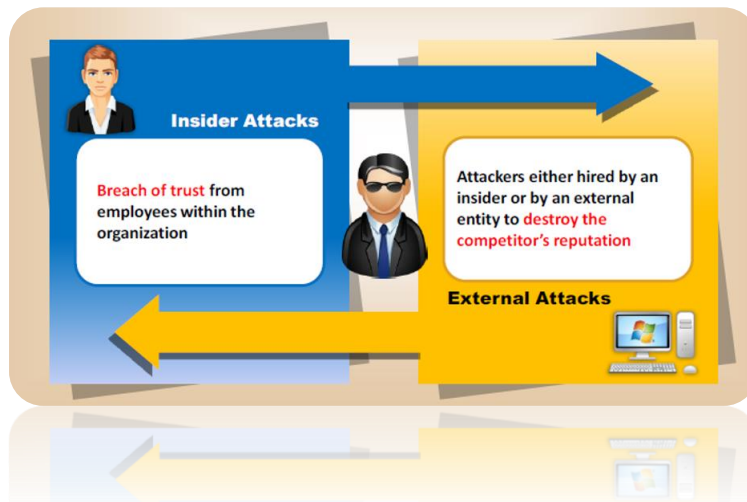 Insider Attacks
Breach of trust from
employees within the
organization
Attackers either hired by an
insider or by an external
entity to destroy the
competitor's reputation
External Attacks